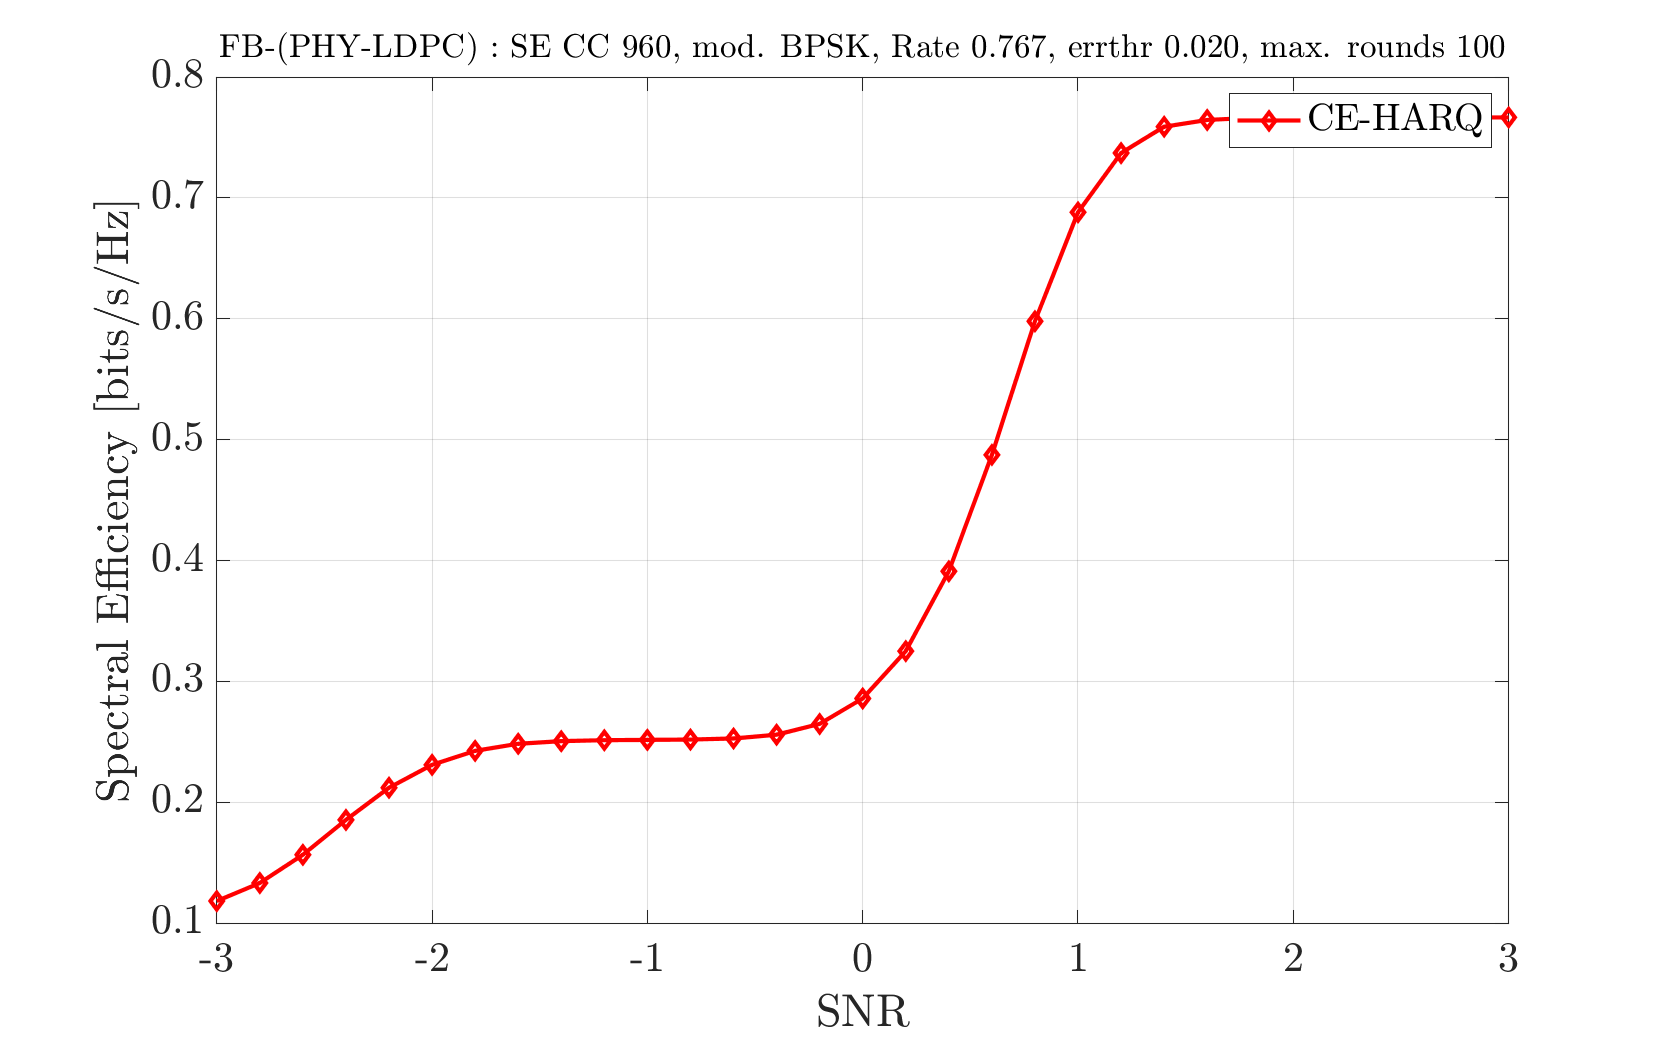 FB-(PHY-LDPC) : SE CC 960, mod. BPSK, Rate 0.767, errthr 0.020, max. rounds 100
CE-HARQ
Spectral Efficiency [bits/s/Hz]
0.8
0.7
0.6
0.5
0.4
0.3
0.2
0.1
-3 -2 -1 0 1 2 3
SNR